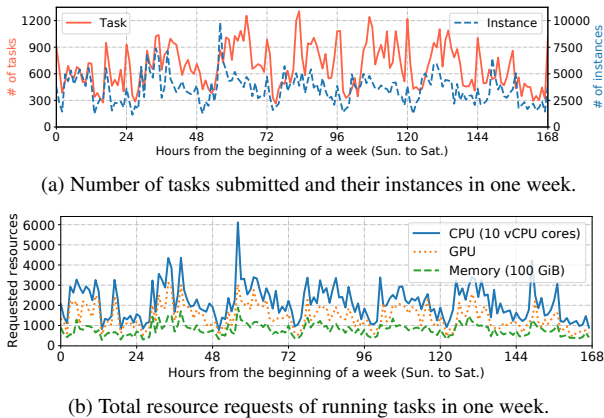 Task
Instance
1200
900
600
300
0
10000
7500
5000
2500
0
# of tasks
# of instances
0 24 48 72 96 120 144 168
Hours from the beginning of a week (Sun. to Sat.)
(a) Number of tasks submitted and their instances in one week.
CPU (10 vCPU cores)
GPU
Memory (100 GiB)
6000
5000
4000
3000
2000
1000
0
Requested resources
0 24 48 72 96 120 144 168
Hours from the beginning of a week (Sun. to Sat.)
(b) Total resource requests of running tasks in one week.